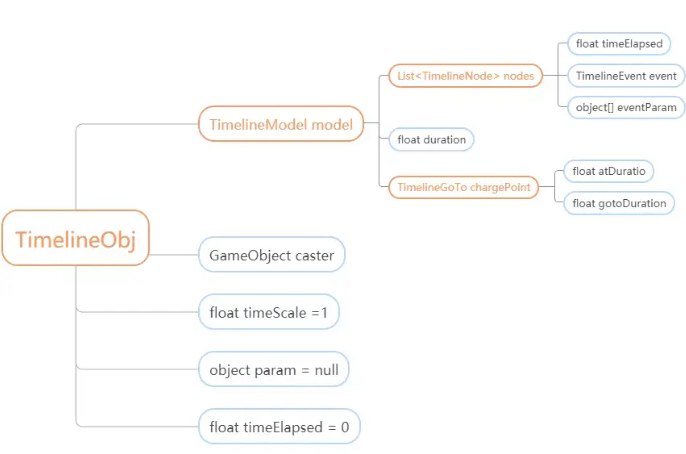 TimelineObj
TimelineModel model
List<TimelineNode> nodes
float timeElapsed
TimelineEvent event
object[] eventParam
float duration
TimelineGoTo chargePoint
float atDuratio
float gotoDuration
GameObject caster
float timeScale =1
object param = null
float timeElapsed = 0